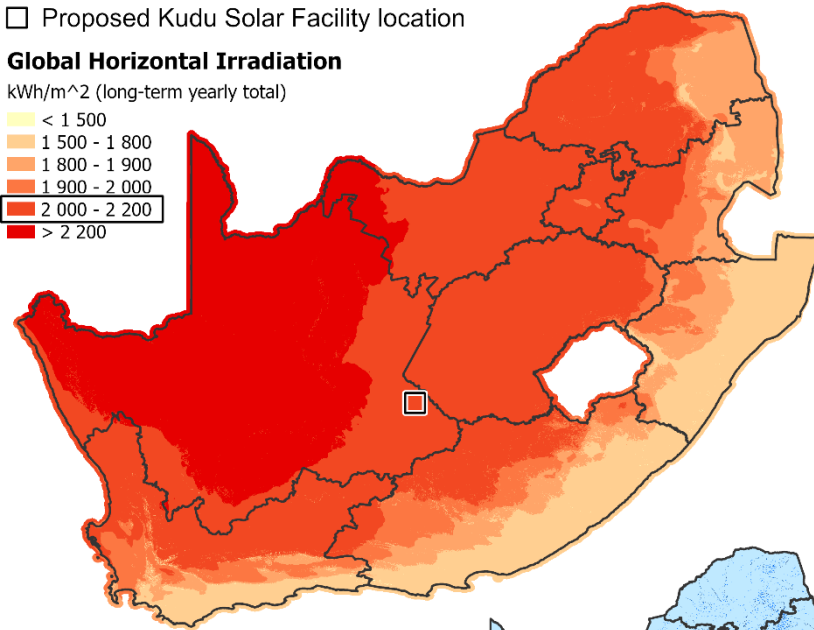 Proposed Kudu Solar Facility location
Global Horizontal Irradiation
kWh/m^2 (long-term yearly total)
< 1 500
1 500 - 1 800
1 800 - 1 900
1 900 - 2 000
2 000 - 2 200
> 2 200